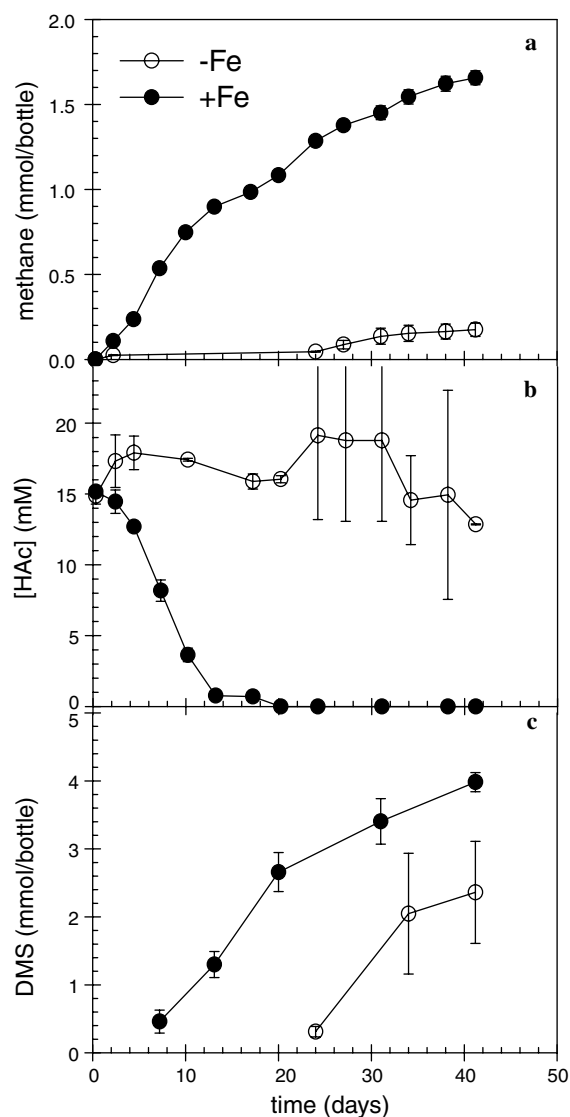 a
-Fe
+Fe
2.0
1.5
1.0
0.5
0.0
methane (mmol/bottle)
b
20
15
10
5
0
[HAc] (mM)
c
5
4
3
2
1
0
DMS (mmol/bottle)
0 10 20 30 40 50
time (days)